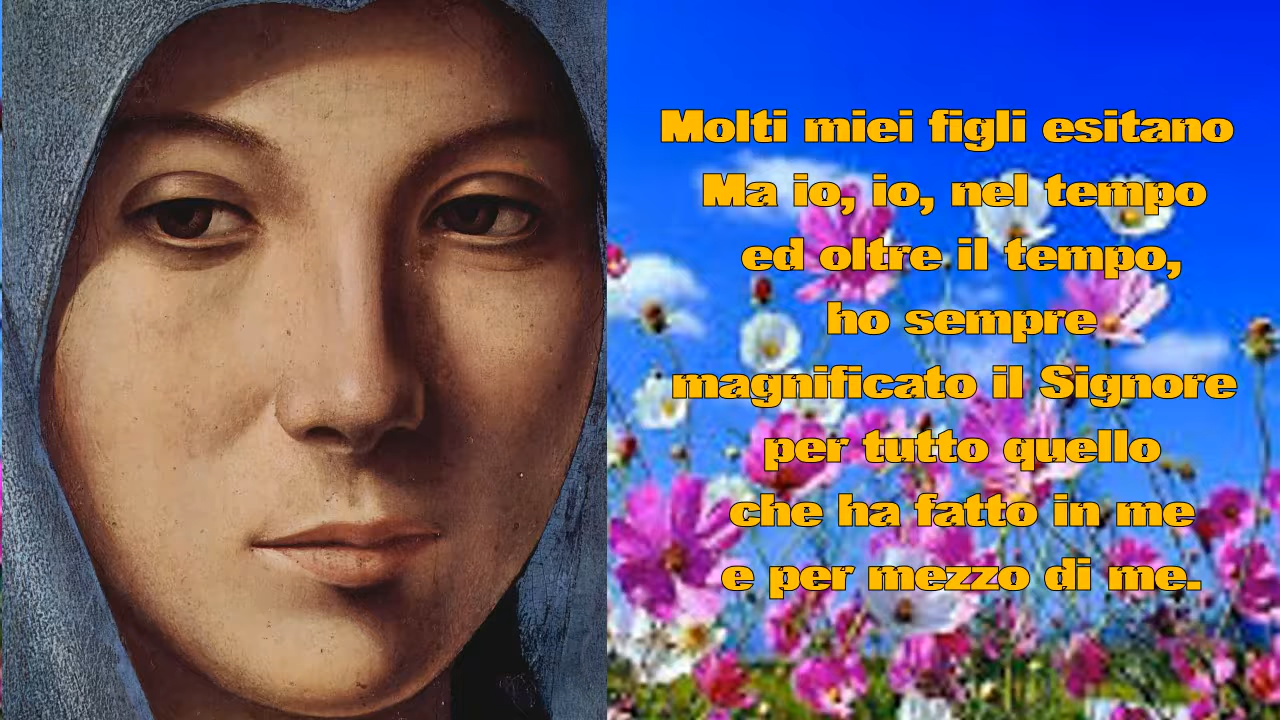 Molti miei figli esitano
Ma io, io, nel tempo
ed oltre il tempo,
ho sempre
magnificato il Signore
per tutto quello
che ha fatto in me
e per mezzo di me.